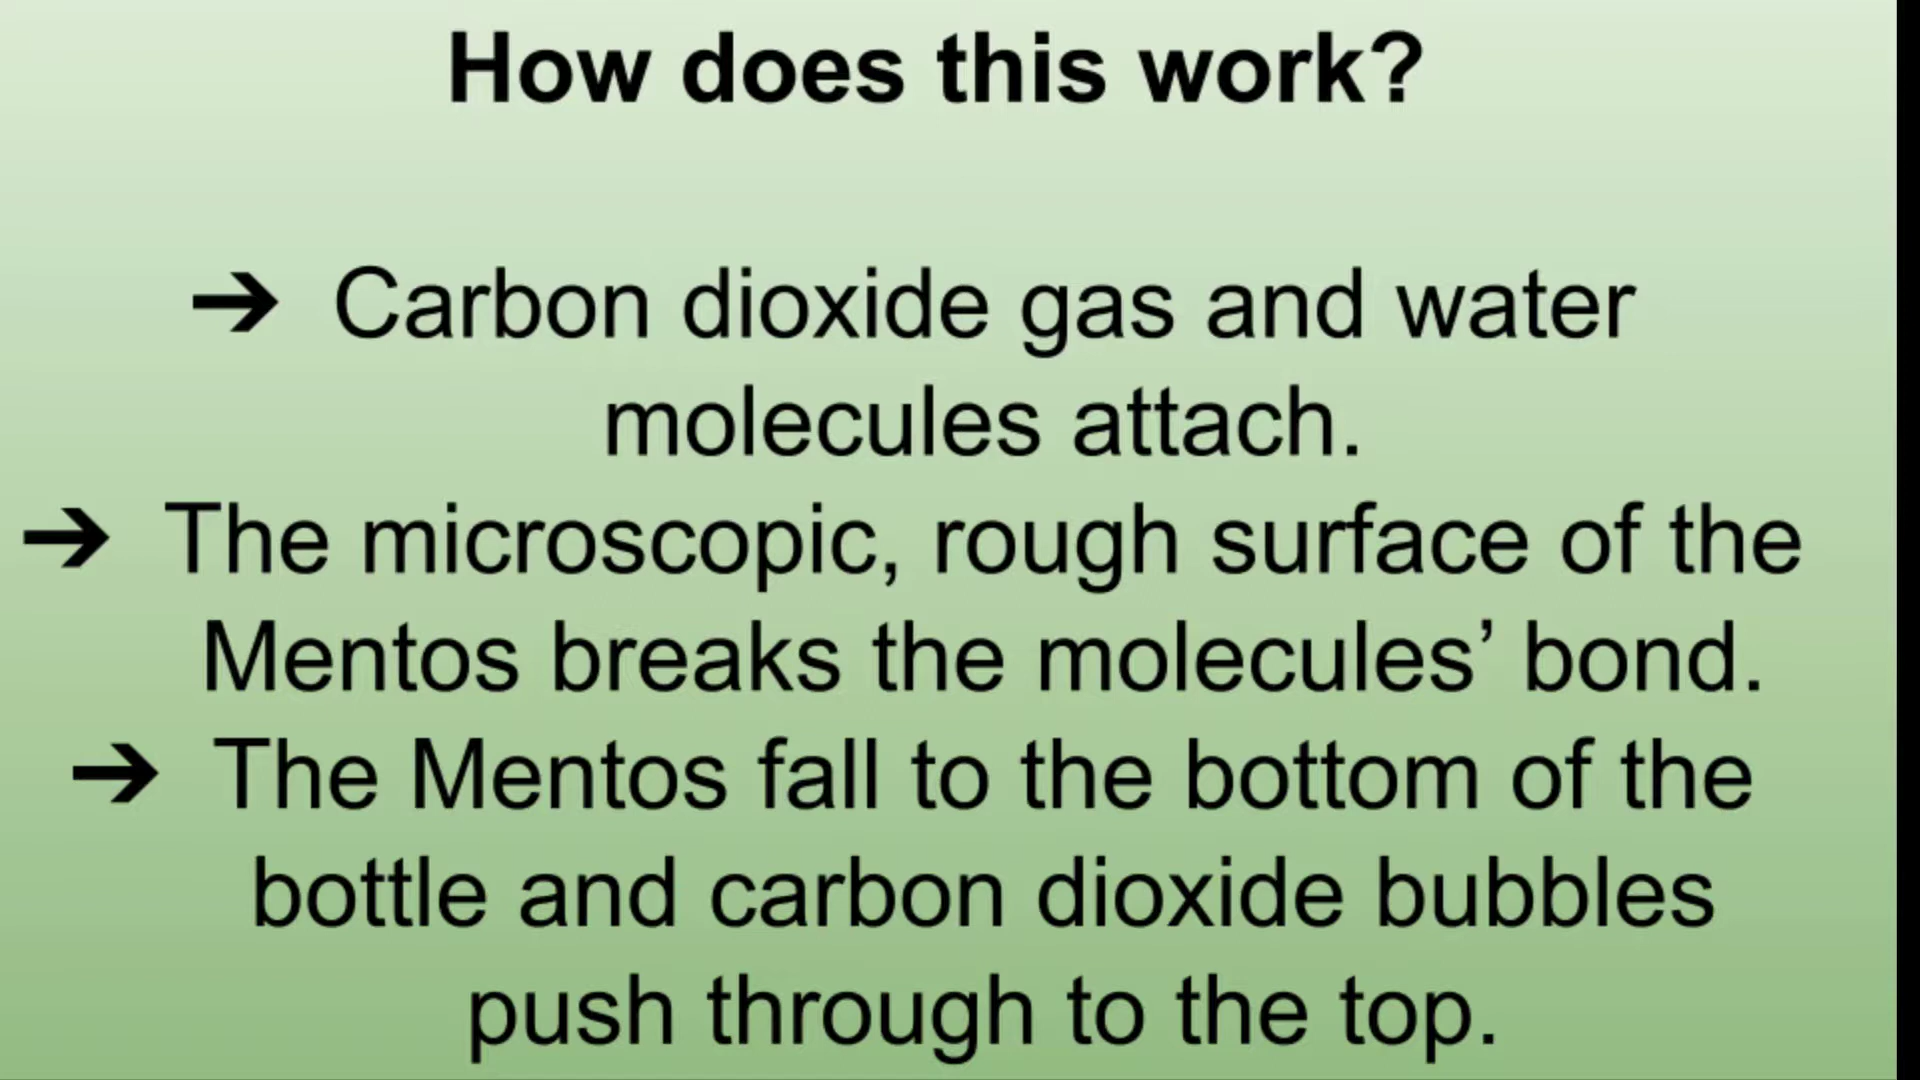 How does this work?
➔ Carbon dioxide gas and water
molecules attach.
➔ The microscopic, rough surface of the
Mentos breaks the molecules’ bond.
➔ The Mentos fall to the bottom of the
bottle and carbon dioxide bubbles
push through to the top.